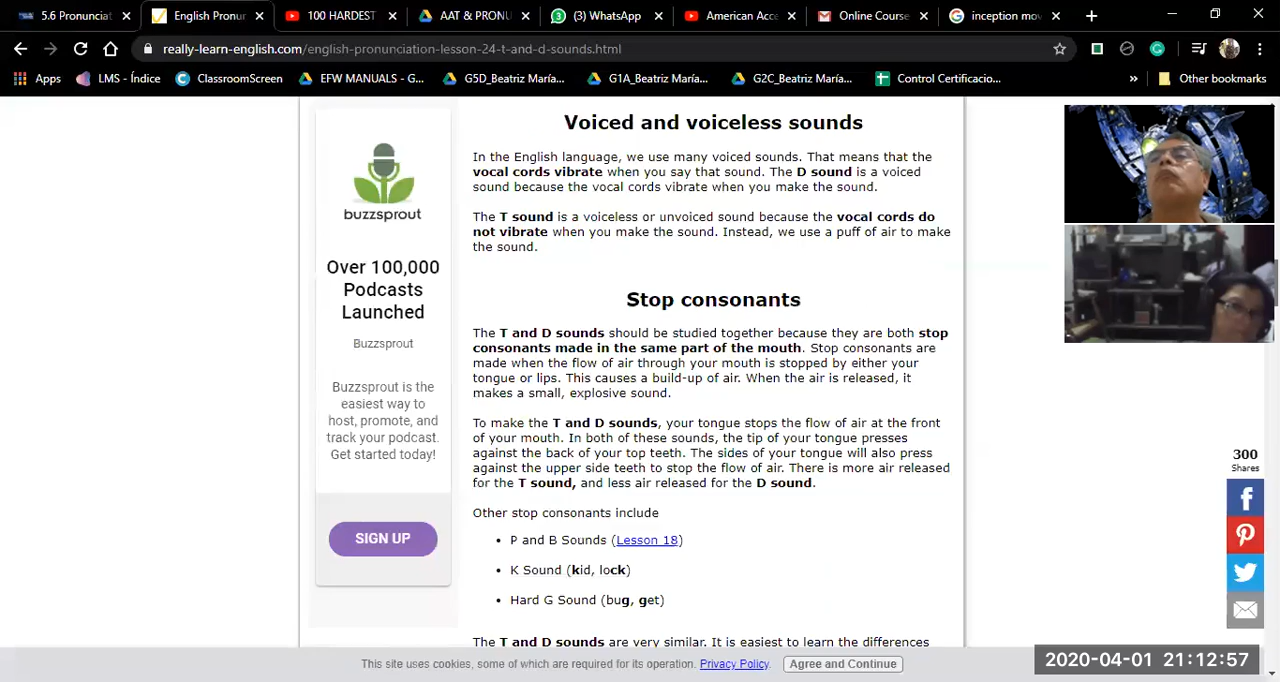 5.6 Pronunciat
English Pronur
100 HARDEST
AAT & PRONU
(3) WhatsApp
American Acce
Online Course
inception mov
really-learn-english.com/english-pronunciation-lesson-24-t-and-d-sounds.html
Apps
LMS - Índice
ClassroomScreen
EFW MANUALS - G...
G5D_Beatriz María...
G1A_Beatriz María...
G2C_Beatriz María...
Control Certificacio...
»
Other bookmarks
buzzsprout
Over 100,000
Podcasts
Launched
Buzzsprout
Buzzsprout is the
easiest way to
host, promote, and
track your podcast.
Get started today!
SIGN UP
Voiced and voiceless sounds
In the English language, we use many voiced sounds. That means that the
vocal cords vibrate when you say that sound. The D sound is a voiced
sound because the vocal cords vibrate when you make the sound.
The T sound is a voiceless or unvoiced sound because the vocal cords do
not vibrate when you make the sound. Instead, we use a puff of air to make
the sound.
Stop consonants
The T and D sounds should be studied together because they are both stop
consonants made in the same part of the mouth. Stop consonants are
made when the flow of air through your mouth is stopped by either your
tongue or lips. This causes a build-up of air. When the air is released, it
makes a small, explosive sound.
To make the T and D sounds, your tongue stops the flow of air at the front
of your mouth. In both of these sounds, the tip of your tongue presses
against the back of your top teeth. The sides of your tongue will also press
against the upper side teeth to stop the flow of air. There is more air released
for the T sound, and less air released for the D sound.
Other stop consonants include
• P and B Sounds (Lesson 18)
• K Sound (kid, lock)
• Hard G Sound (bug, get)
The T and D sounds are very similar. It is easiest to learn the differences
300
Shares
This site uses cookies, some of which are required for its operation. Privacy Policy.
Agree and Continue
2020-04-01 21:12:57